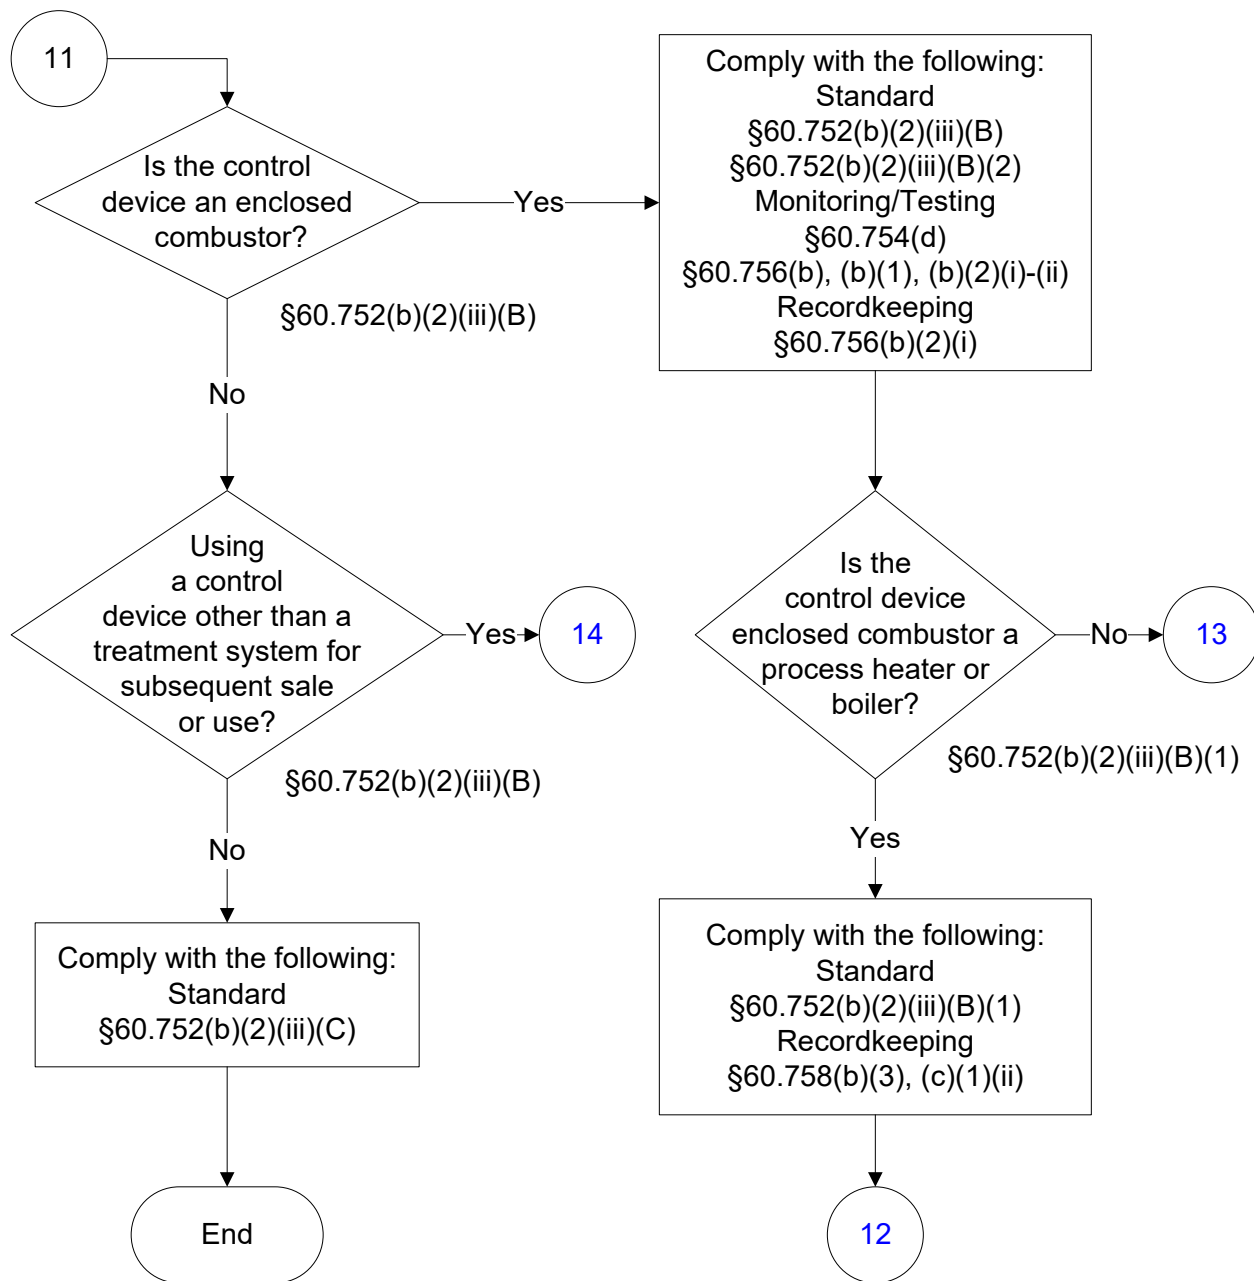 11
Is the control
device an enclosed
combustor?
Yes
§60.752(b)(2)(iii)(B)
No
Comply with the following:
Standard
§60.752(b)(2)(iii)(B)
§60.752(b)(2)(iii)(B)(2)
Monitoring/Testing
§60.754(d)
§60.756(b), (b)(1), (b)(2)(i)-(ii)
Recordkeeping
§60.756(b)(2)(i)
Using
a control
device other than a
treatment system for
subsequent sale
or use?
Yes
14
§60.752(b)(2)(iii)(B)
No
Is the
control device
enclosed combustor a
process heater or
boiler?
No
13
§60.752(b)(2)(iii)(B)(1)
Yes
Comply with the following:
Standard
§60.752(b)(2)(iii)(C)
End
Comply with the following:
Standard
§60.752(b)(2)(iii)(B)(1)
Recordkeeping
§60.758(b)(3), (c)(1)(ii)
12